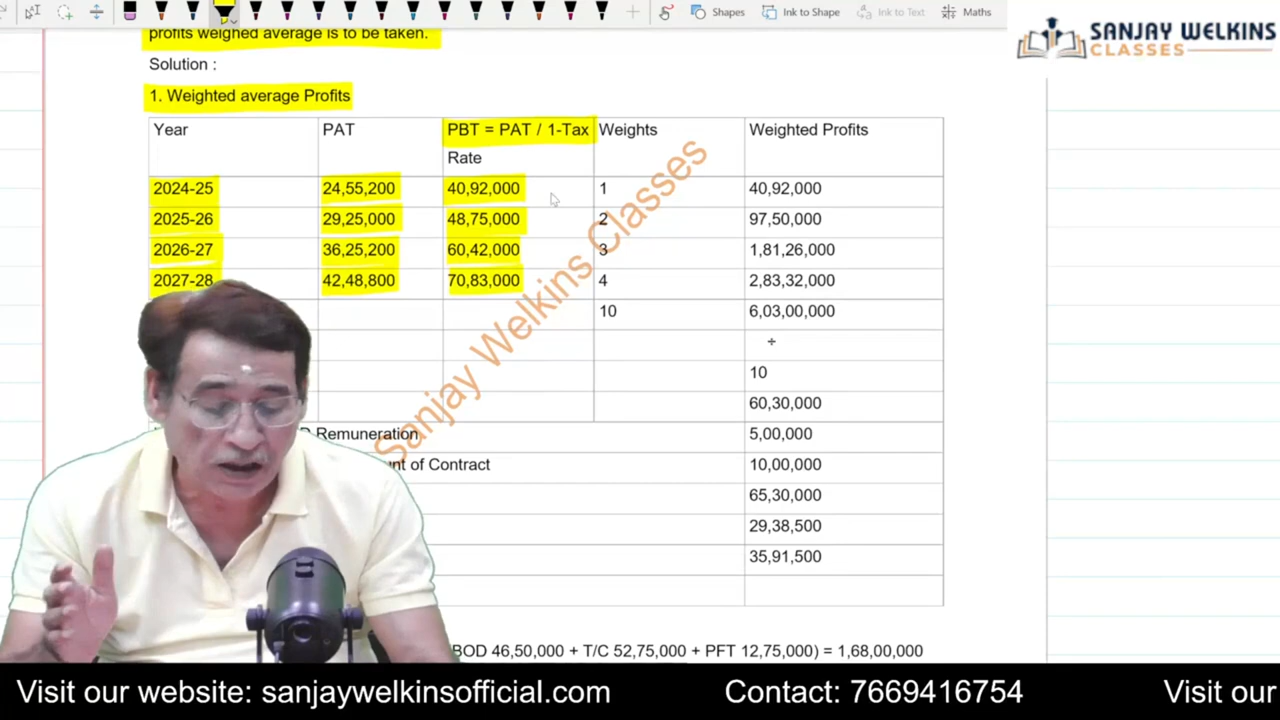 Shapes Ink to Shape Ink to Text Maths
SANJAY WELKINS
CLASSES
profits weighed average is to be taken.
Solution :
1. Weighted average Profits
Year PAT PBT = PAT / 1-Tax Weights Weighted Profits
Rate
2024-25 24,55,200 40,92,000 1 40,92,000
2025-26 29,25,000 48,75,000 2 97,50,000
2026-27 36,25,200 60,42,000 3 1,81,26,000
2027-28 42,48,800 70,83,000 4 2,83,32,000
10 6,03,00,000
÷
10
60,30,000
Remuneration 5,00,000
of Contract 10,00,000
65,30,000
29,38,500
35,91,500
Sanjay Welkins Classes
BOD 46,50,000 + T/C 52,75,000 + PFT 12,75,000) = 1,68,00,000
Visit our website: sanjaywelkinsofficial.com Contact: 7669416754 Visit our